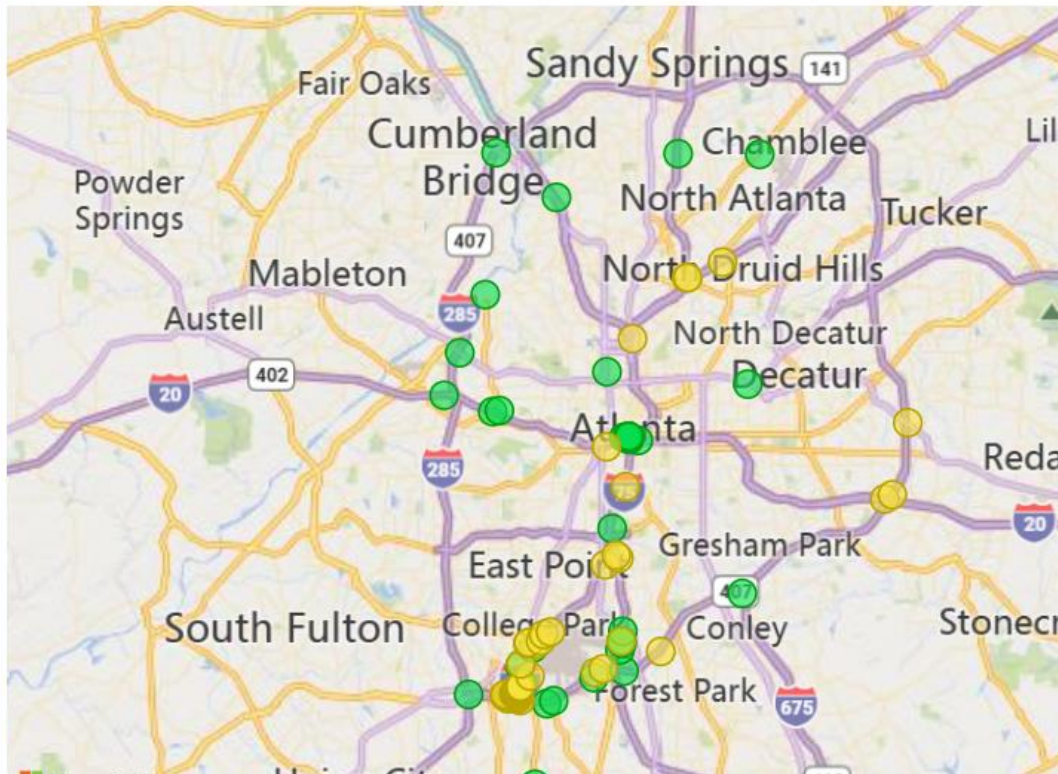 Sandy Springs
141
Fair Oaks
Cumberland
Chamblee
Lil
Powder
Springs
Bridge
North Atlanta
Tucker
407
Mableton
North Druid Hills
Austell
285
North Decatur
402
20
Decatur
Atlanta
285
Reda
75
20
East Point
Gresham Park
407
South Fulton
College Park
Conley
Stonecr
Forest Park
675